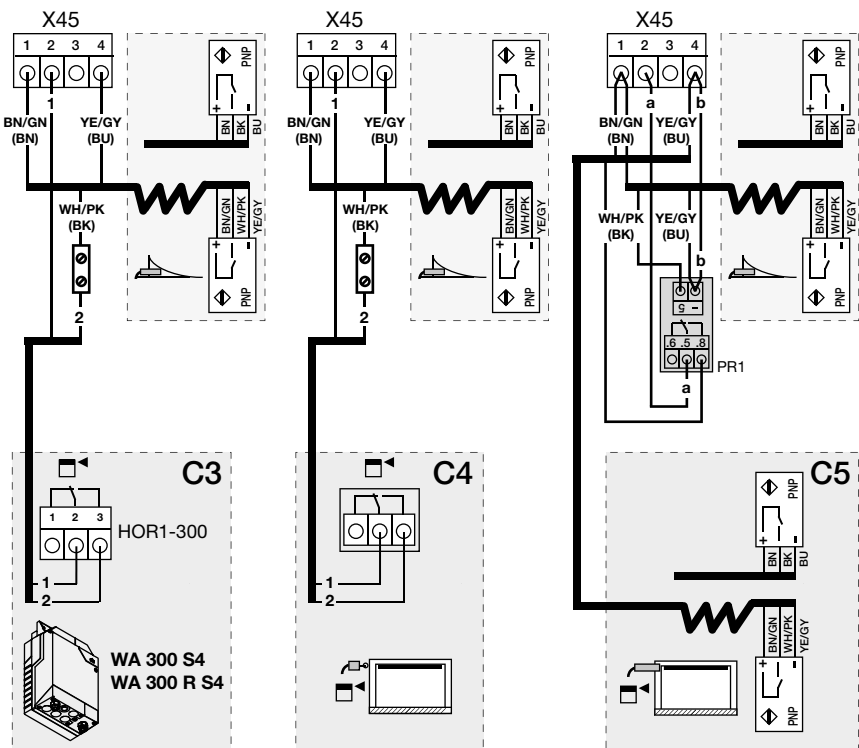 X45
1 2 3 4
1
BN/GN
(BN)
YE/GY
(BU)
WH/PK
(BK)
2
PNP
+ -
BN
BK
BU
BN/GN
WH/PK
YE/GY
+ -
PNP
C3
1 2 3
HOR1-300
1
2
WA 300 S4
WA 300 R S4
X45
1 2 3 4
1
BN/GN
(BN)
YE/GY
(BU)
WH/PK
(BK)
2
PNP
+ -
BN
BK
BU
BN/GN
WH/PK
YE/GY
+ -
PNP
C4
1
2
X45
1 2 3 4
a b
BN/GN
(BN)
YE/GY
(BU)
WH/PK
(BK)
YE/GY
(BU)
b
5 -
.6 .5 .8
PR1
a
PNP
+ -
BN
BK
BU
BN/GN
WH/PK
YE/GY
+ -
PNP
C5
PNP
+ -
BN
BK
BU
BN/GN
WH/PK
YE/GY
+ -
PNP